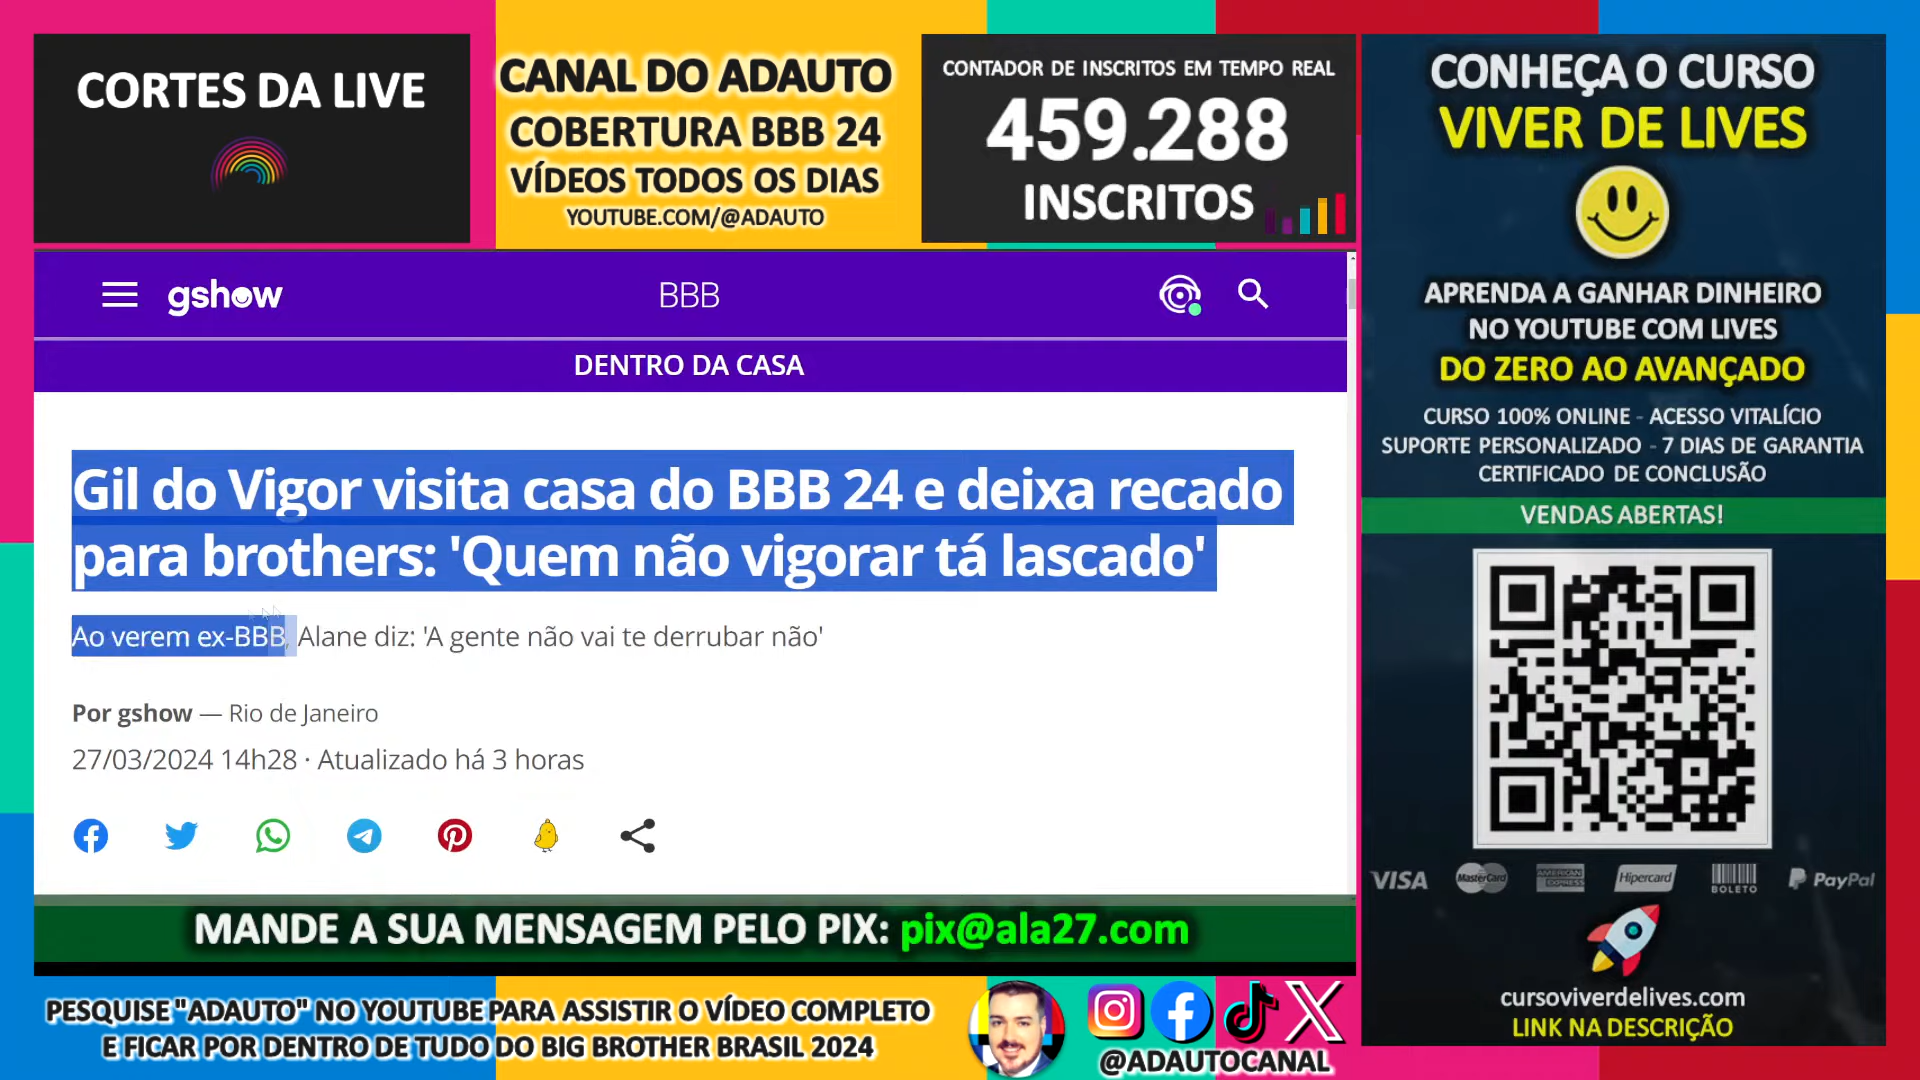 CORTES DA LIVE
CANAL DO ADAUTO
COBERTURA BBB 24
VÍDEOS TODOS OS DIAS
YOUTUBE.COM/@ADAUTO
CONTADOR DE INSCRITOS EM TEMPO REAL
459.288
INSCRITOS
gshow
BBB
DENTRO DA CASA
Gil do Vigor visita casa do BBB 24 e deixa recado
para brothers: 'Quem não vigorar tá lascado'
Ao verem ex-BBB, Alane diz: 'A gente não vai te derrubar não'
Por gshow — Rio de Janeiro
27/03/2024 14h28 · Atualizado há 3 horas
MANDE A SUA MENSAGEM PELO PIX: pix@ala27.com
PESQUISE "ADAUTO" NO YOUTUBE PARA ASSISTIR O VÍDEO COMPLETO
E FICAR POR DENTRO DE TUDO DO BIG BROTHER BRASIL 2024
@ADAUTOCANAL
CONHEÇA O CURSO
VIVER DE LIVES
APRENDA A GANHAR DINHEIRO
NO YOUTUBE COM LIVES
DO ZERO AO AVANÇADO
CURSO 100% ONLINE - ACESSO VITALÍCIO
SUPORTE PERSONALIZADO - 7 DIAS DE GARANTIA
CERTIFICADO DE CONCLUSÃO
VENDAS ABERTAS!
VISA MasterCard AMERICAN EXPRESS Hipercard BOLETO PayPal
cursoviverdelives.com
LINK NA DESCRIÇÃO